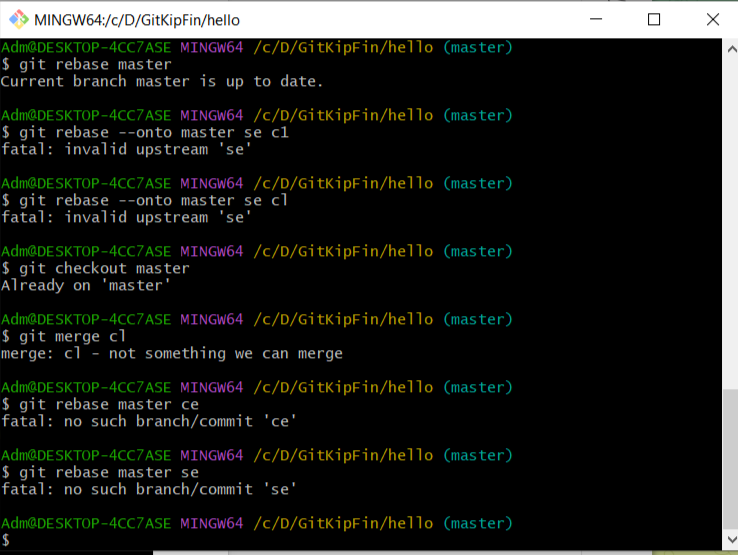 MINGW64:/c/D/GitKipFin/hello
Adm@DESKTOP-4CC7ASE MINGW64 /c/D/GitKipFin/hello (master)
$ git rebase master
Current branch master is up to date.
Adm@DESKTOP-4CC7ASE MINGW64 /c/D/GitKipFin/hello (master)
$ git rebase --onto master se c1
fatal: invalid upstream 'se'
Adm@DESKTOP-4CC7ASE MINGW64 /c/D/GitKipFin/hello (master)
$ git rebase --onto master se cl
fatal: invalid upstream 'se'
Adm@DESKTOP-4CC7ASE MINGW64 /c/D/GitKipFin/hello (master)
$ git checkout master
Already on 'master'
Adm@DESKTOP-4CC7ASE MINGW64 /c/D/GitKipFin/hello (master)
$ git merge cl
merge: cl - not something we can merge
Adm@DESKTOP-4CC7ASE MINGW64 /c/D/GitKipFin/hello (master)
$ git rebase master ce
fatal: no such branch/commit 'ce'
Adm@DESKTOP-4CC7ASE MINGW64 /c/D/GitKipFin/hello (master)
$ git rebase master se
fatal: no such branch/commit 'se'
Adm@DESKTOP-4CC7ASE MINGW64 /c/D/GitKipFin/hello (master)
$